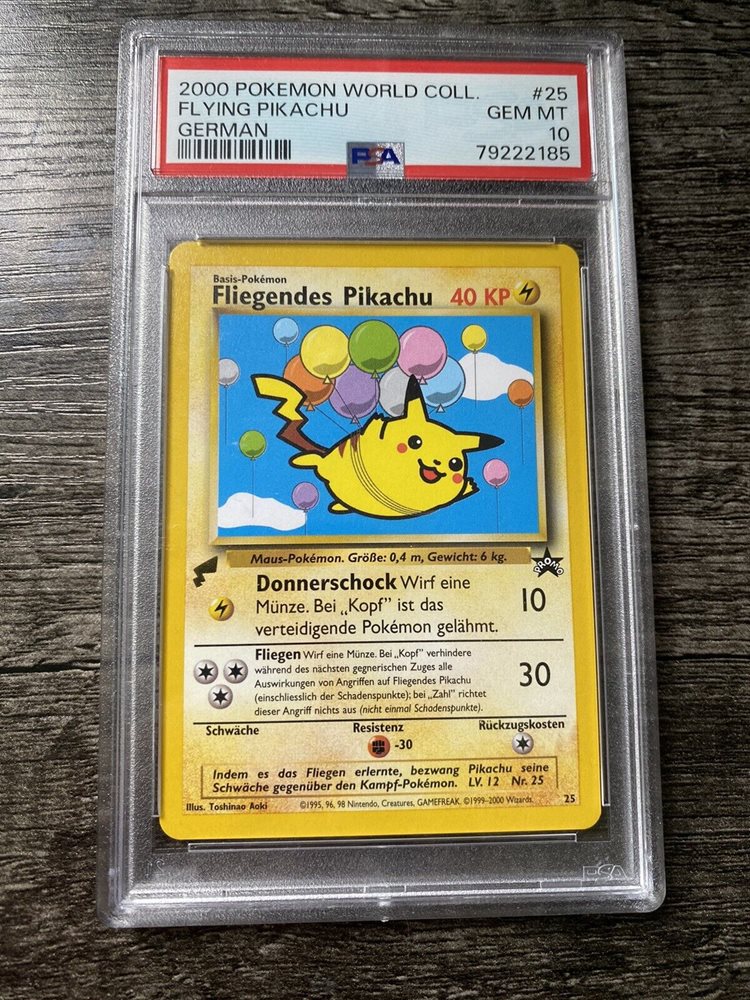 2000 POKEMON WORLD COLL. #25
FLYING PIKACHU GEM MT
GERMAN 10
PSA 79222185
Basis-Pokémon
Fliegendes Pikachu 40 KP
Maus-Pokémon. Größe: 0,4 m, Gewicht: 6 kg.
PROMO
Donnerschock Wirf eine
Münze. Bei „Kopf" ist das
verteidigende Pokémon gelähmt.
10
Fliegen Wirf eine Münze. Bei „Kopf" verhindere
während des nächsten gegnerischen Zuges alle
Auswirkungen von Angriffen auf Fliegendes Pikachu
(einschliesslich der Schadenspunkte); bei „Zahl" richtet
dieser Angriff nichts aus (nicht einmal Schadenspunkte).
30
Schwäche Resistenz Rückzugskosten
-30
Indem es das Fliegen erlernte, bezwang Pikachu seine
Schwäche gegenüber den Kampf-Pokémon. LV. 12 Nr. 25
Illus. Toshinao Aoki ©1995, 96, 98 Nintendo, Creatures, GAMEFREAK. ©1999-2000 Wizards. 25
PSA